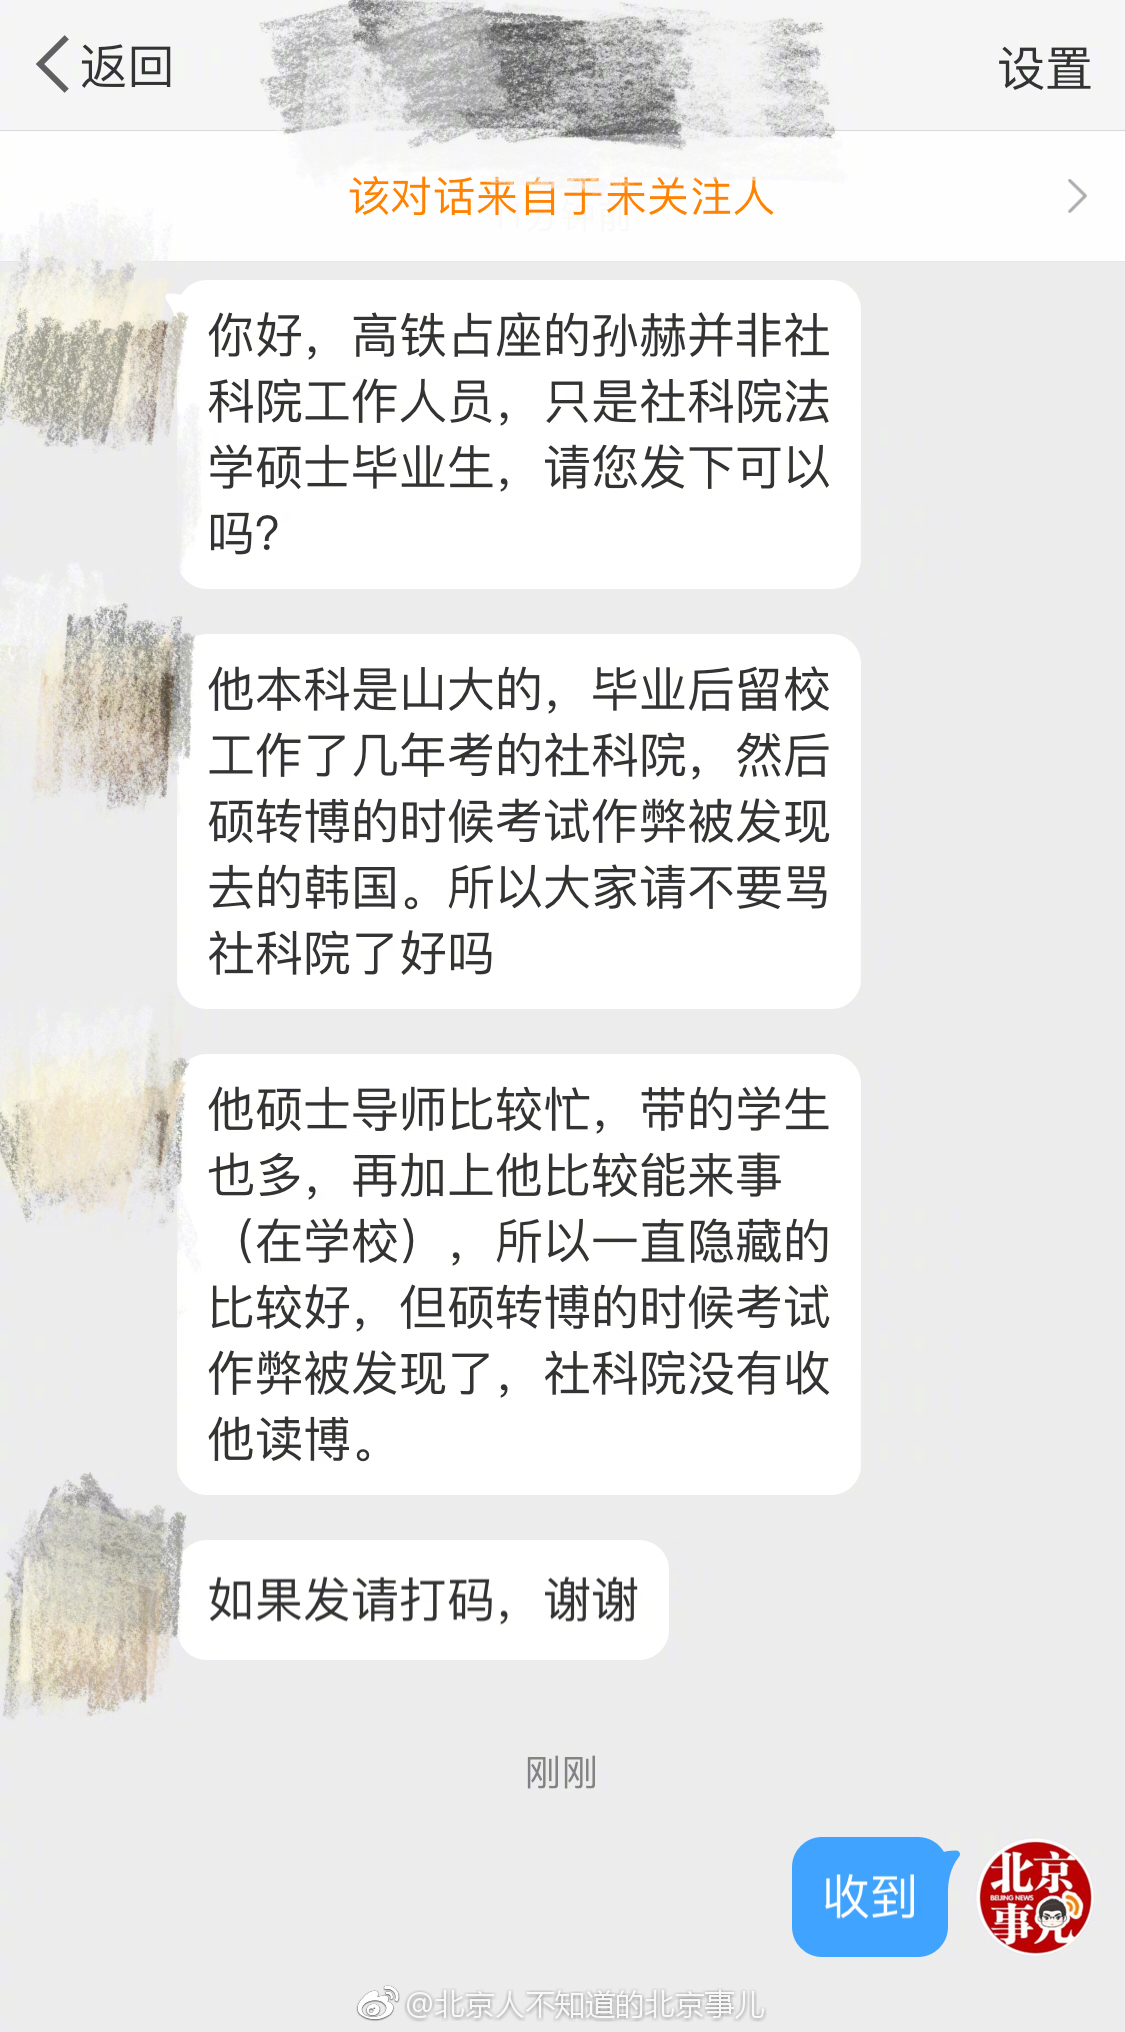 返回
设置
该对话来自于未关注人
你好，高铁占座的孙赫并非社
科院工作人员，只是社科院法
学硕士毕业生，请您发下可以
吗？
他本科是山大的，毕业后留校
工作了几年考的社科院，然后
硕转博的时候考试作弊被发现
去的韩国。所以大家请不要骂
社科院了好吗
他硕士导师比较忙，带的学生
也多，再加上他比较能来事
（在学校），所以一直隐藏的
比较好，但硕转博的时候考试
作弊被发现了，社科院没有收
他读博。
如果发请打码，谢谢
刚刚
收到
北京
BEIJING NEWS
事儿
@北京人不知道的北京事儿